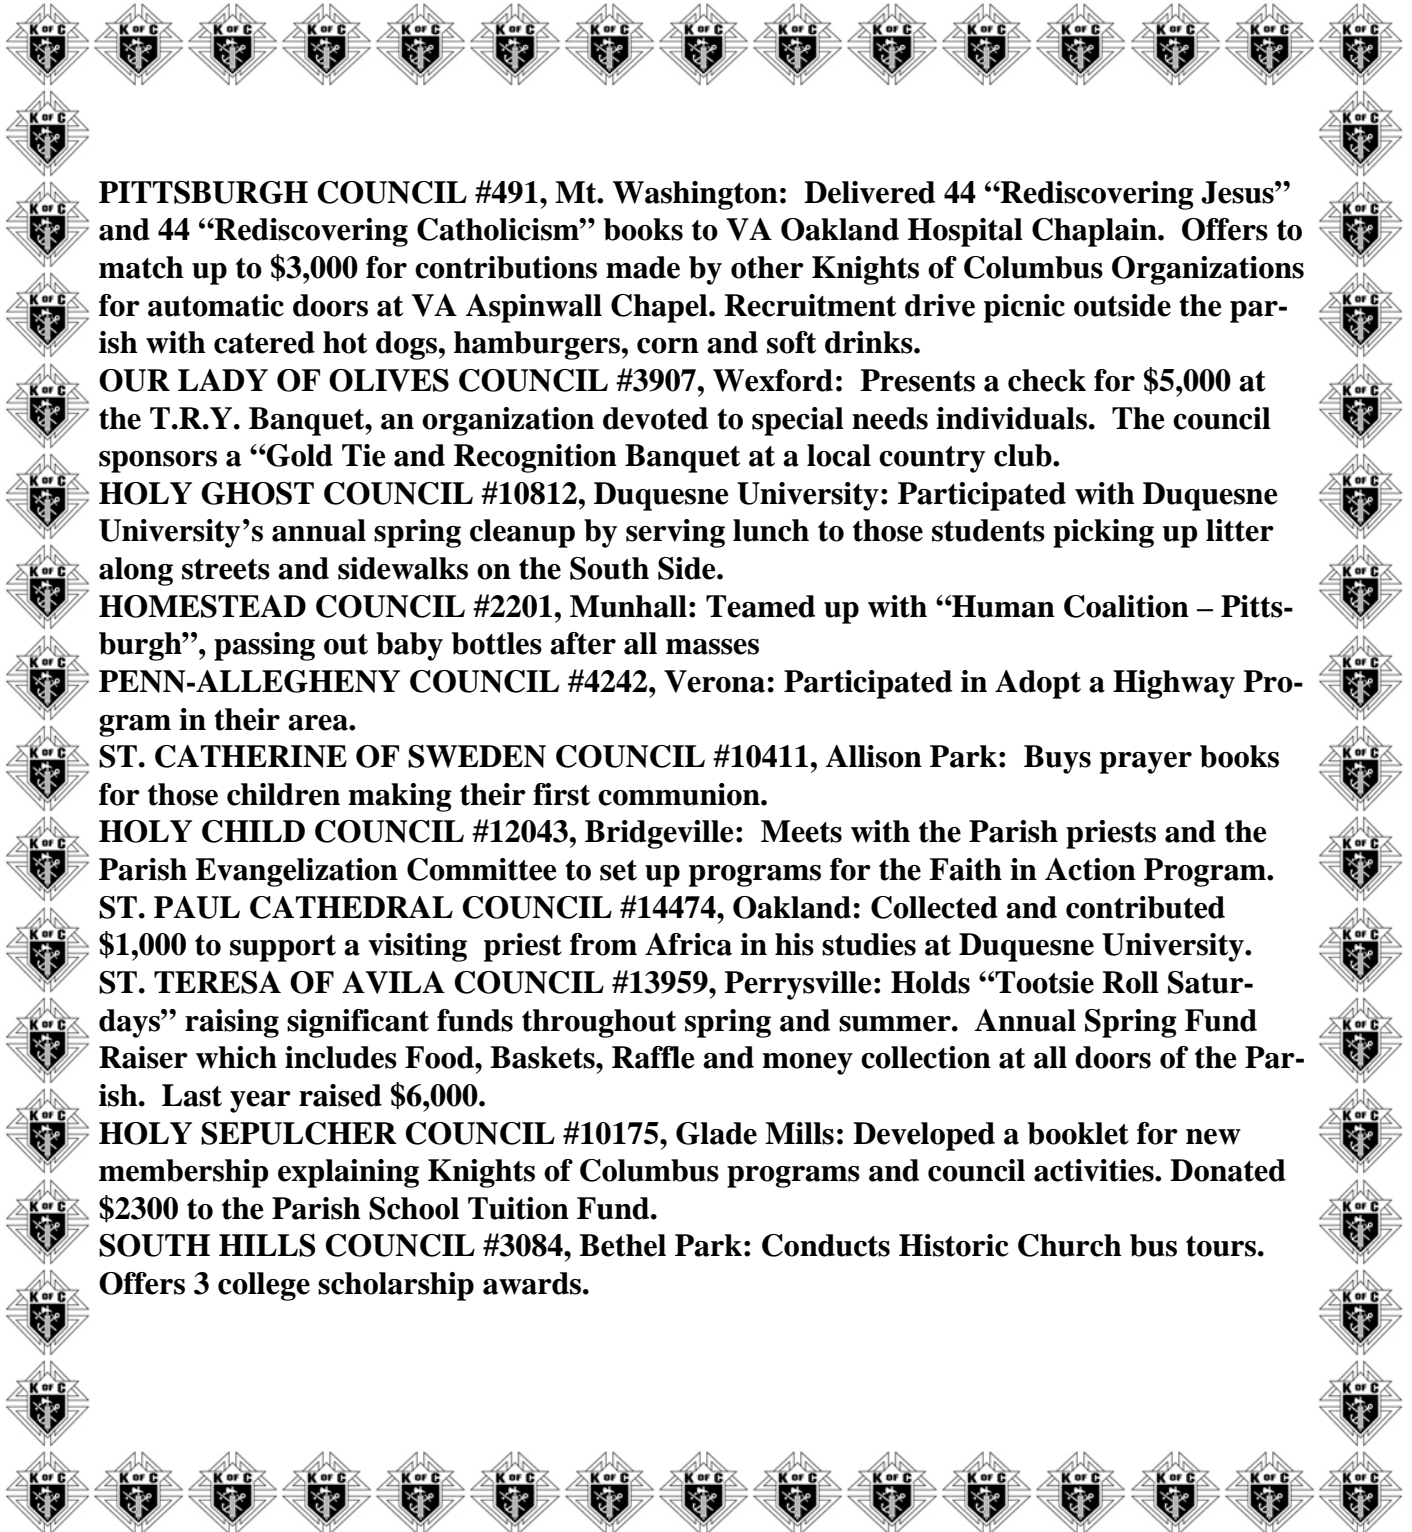 K OF C K OF C K OF C K OF C K OF C K OF C K OF C K OF C K OF C K OF C K OF C K OF C K OF C K OF C K OF C
PITTSBURGH COUNCIL #491, Mt. Washington:  Delivered 44 “Rediscovering Jesus”
and 44 “Rediscovering Catholicism” books to VA Oakland Hospital Chaplain.  Offers to
match up to $3,000 for contributions made by other Knights of Columbus Organizations
for automatic doors at VA Aspinwall Chapel. Recruitment drive picnic outside the par-
ish with catered hot dogs, hamburgers, corn and soft drinks.
OUR LADY OF OLIVES COUNCIL #3907, Wexford:  Presents a check for $5,000 at
the T.R.Y. Banquet, an organization devoted to special needs individuals.  The council
sponsors a “Gold Tie and Recognition Banquet at a local country club.
HOLY GHOST COUNCIL #10812, Duquesne University: Participated with Duquesne
University’s annual spring cleanup by serving lunch to those students picking up litter
along streets and sidewalks on the South Side.
HOMESTEAD COUNCIL #2201, Munhall: Teamed up with “Human Coalition – Pitts-
burgh”, passing out baby bottles after all masses
PENN-ALLEGHENY COUNCIL #4242, Verona: Participated in Adopt a Highway Pro-
gram in their area.
ST. CATHERINE OF SWEDEN COUNCIL #10411, Allison Park:  Buys prayer books
for those children making their first communion.
HOLY CHILD COUNCIL #12043, Bridgeville:  Meets with the Parish priests and the
Parish Evangelization Committee to set up programs for the Faith in Action Program.
ST. PAUL CATHEDRAL COUNCIL #14474, Oakland: Collected and contributed
$1,000 to support a visiting  priest from Africa in his studies at Duquesne University.
ST. TERESA OF AVILA COUNCIL #13959, Perrysville: Holds “Tootsie Roll Satur-
days” raising significant funds throughout spring and summer.  Annual Spring Fund
Raiser which includes Food, Baskets, Raffle and money collection at all doors of the Par-
ish.  Last year raised $6,000.
HOLY SEPULCHER COUNCIL #10175, Glade Mills: Developed a booklet for new
membership explaining Knights of Columbus programs and council activities. Donated
$2300 to the Parish School Tuition Fund.
SOUTH HILLS COUNCIL #3084, Bethel Park: Conducts Historic Church bus tours.
Offers 3 college scholarship awards.